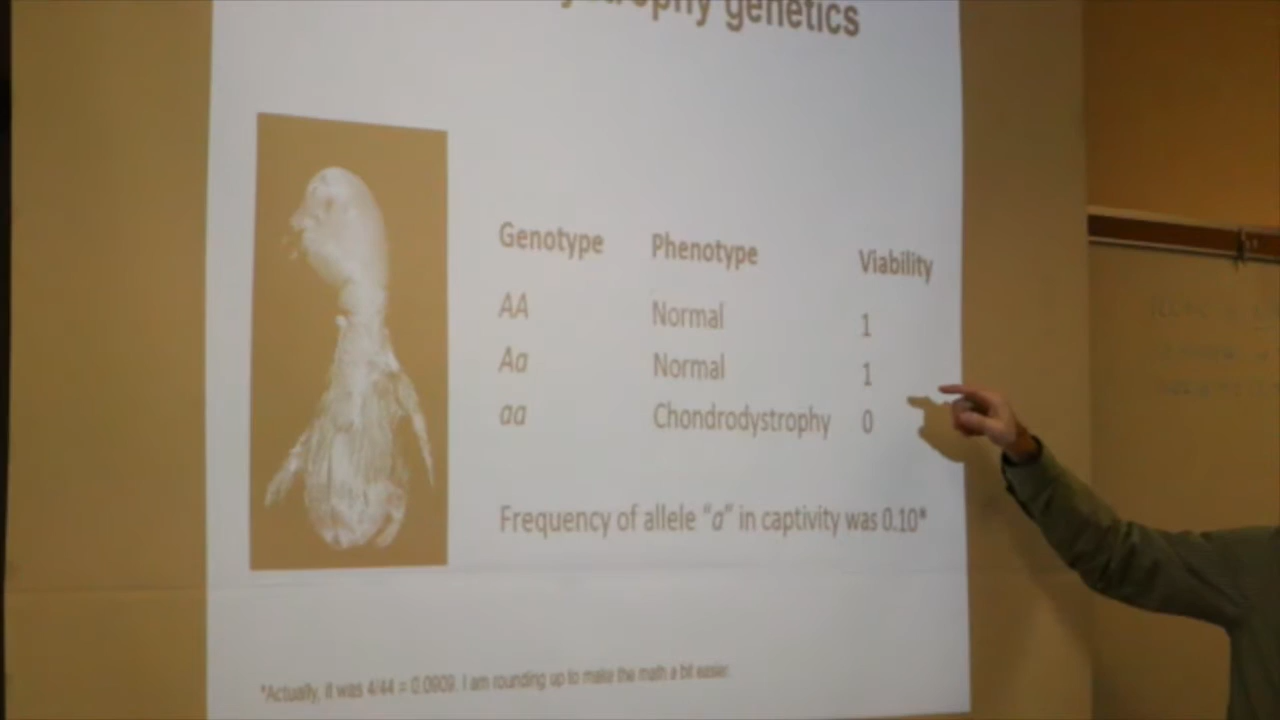 genetics
Genotype Phenotype Viability
AA Normal 1
Aa Normal 1
aa Chondrodystrophy 0
Frequency of allele "a" in captivity was 0.10*
*Actually, it was 4/44 = 0.0909. I am rounding up to make the math a bit easier.